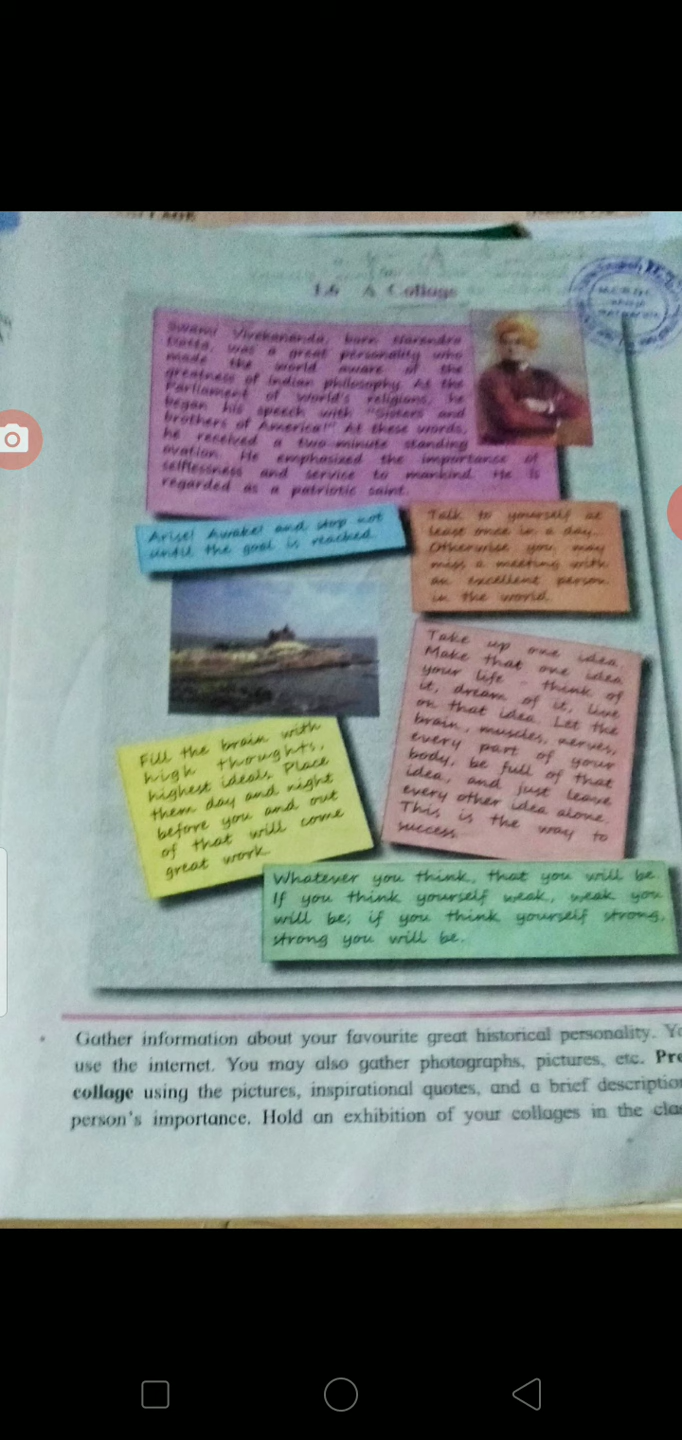 1.6 A Collage
Swami Vivekananda, born Narendra
Datta, was a great personality who
made the world aware of the
greatness of Indian philosophy. At the
Parliament of World's religions, he
began his speech with "Sisters and
brothers of America!" At these words,
he received a two-minute standing
ovation. He emphasized the importance of
selflessness and service to mankind. He is
regarded as a patriotic saint.
Arise! Awake! and stop not
until the goal is reached.
Talk to yourself at
least once in a day.
Otherwise you may
miss a meeting with
an excellent person
in the world.
Take up one idea.
Make that one idea
your life - think of
it, dream of it, live
on that idea. Let the
brain, muscles, nerves,
every part of your
body, be full of that
idea, and just leave
every other idea alone.
This is the way to
success.
Fill the brain with
high thoughts,
highest ideals. Place
them day and night
before you and out
of that will come
great work.
Whatever you think, that you will be.
If you think yourself weak, weak you
will be; if you think yourself strong,
strong you will be.
• Gather information about your favourite great historical personality.
use the internet. You may also gather photographs, pictures, etc.
collage using the pictures, inspirational quotes, and a brief
person's importance. Hold an exhibition of your collages in the